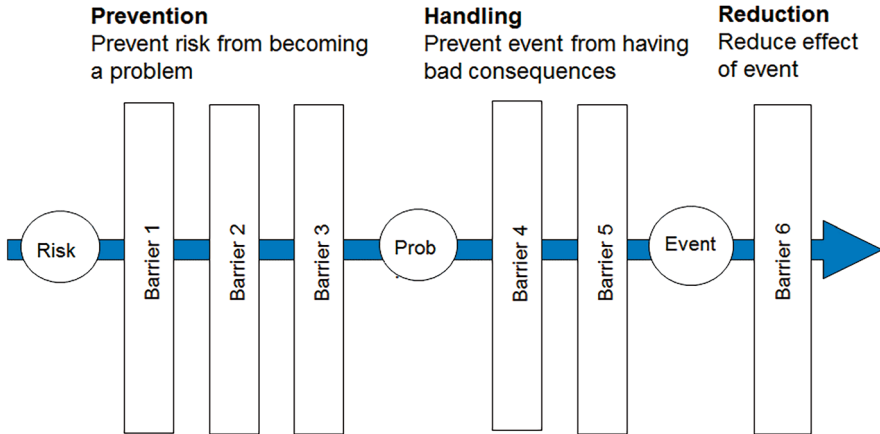 Prevention
Prevent risk from becoming
a problem
Handling
Prevent event from having
bad consequences
Reduction
Reduce effect
of event
Risk
Barrier 1
Barrier 2
Barrier 3
Prob
Barrier 4
Barrier 5
Event
Barrier 6